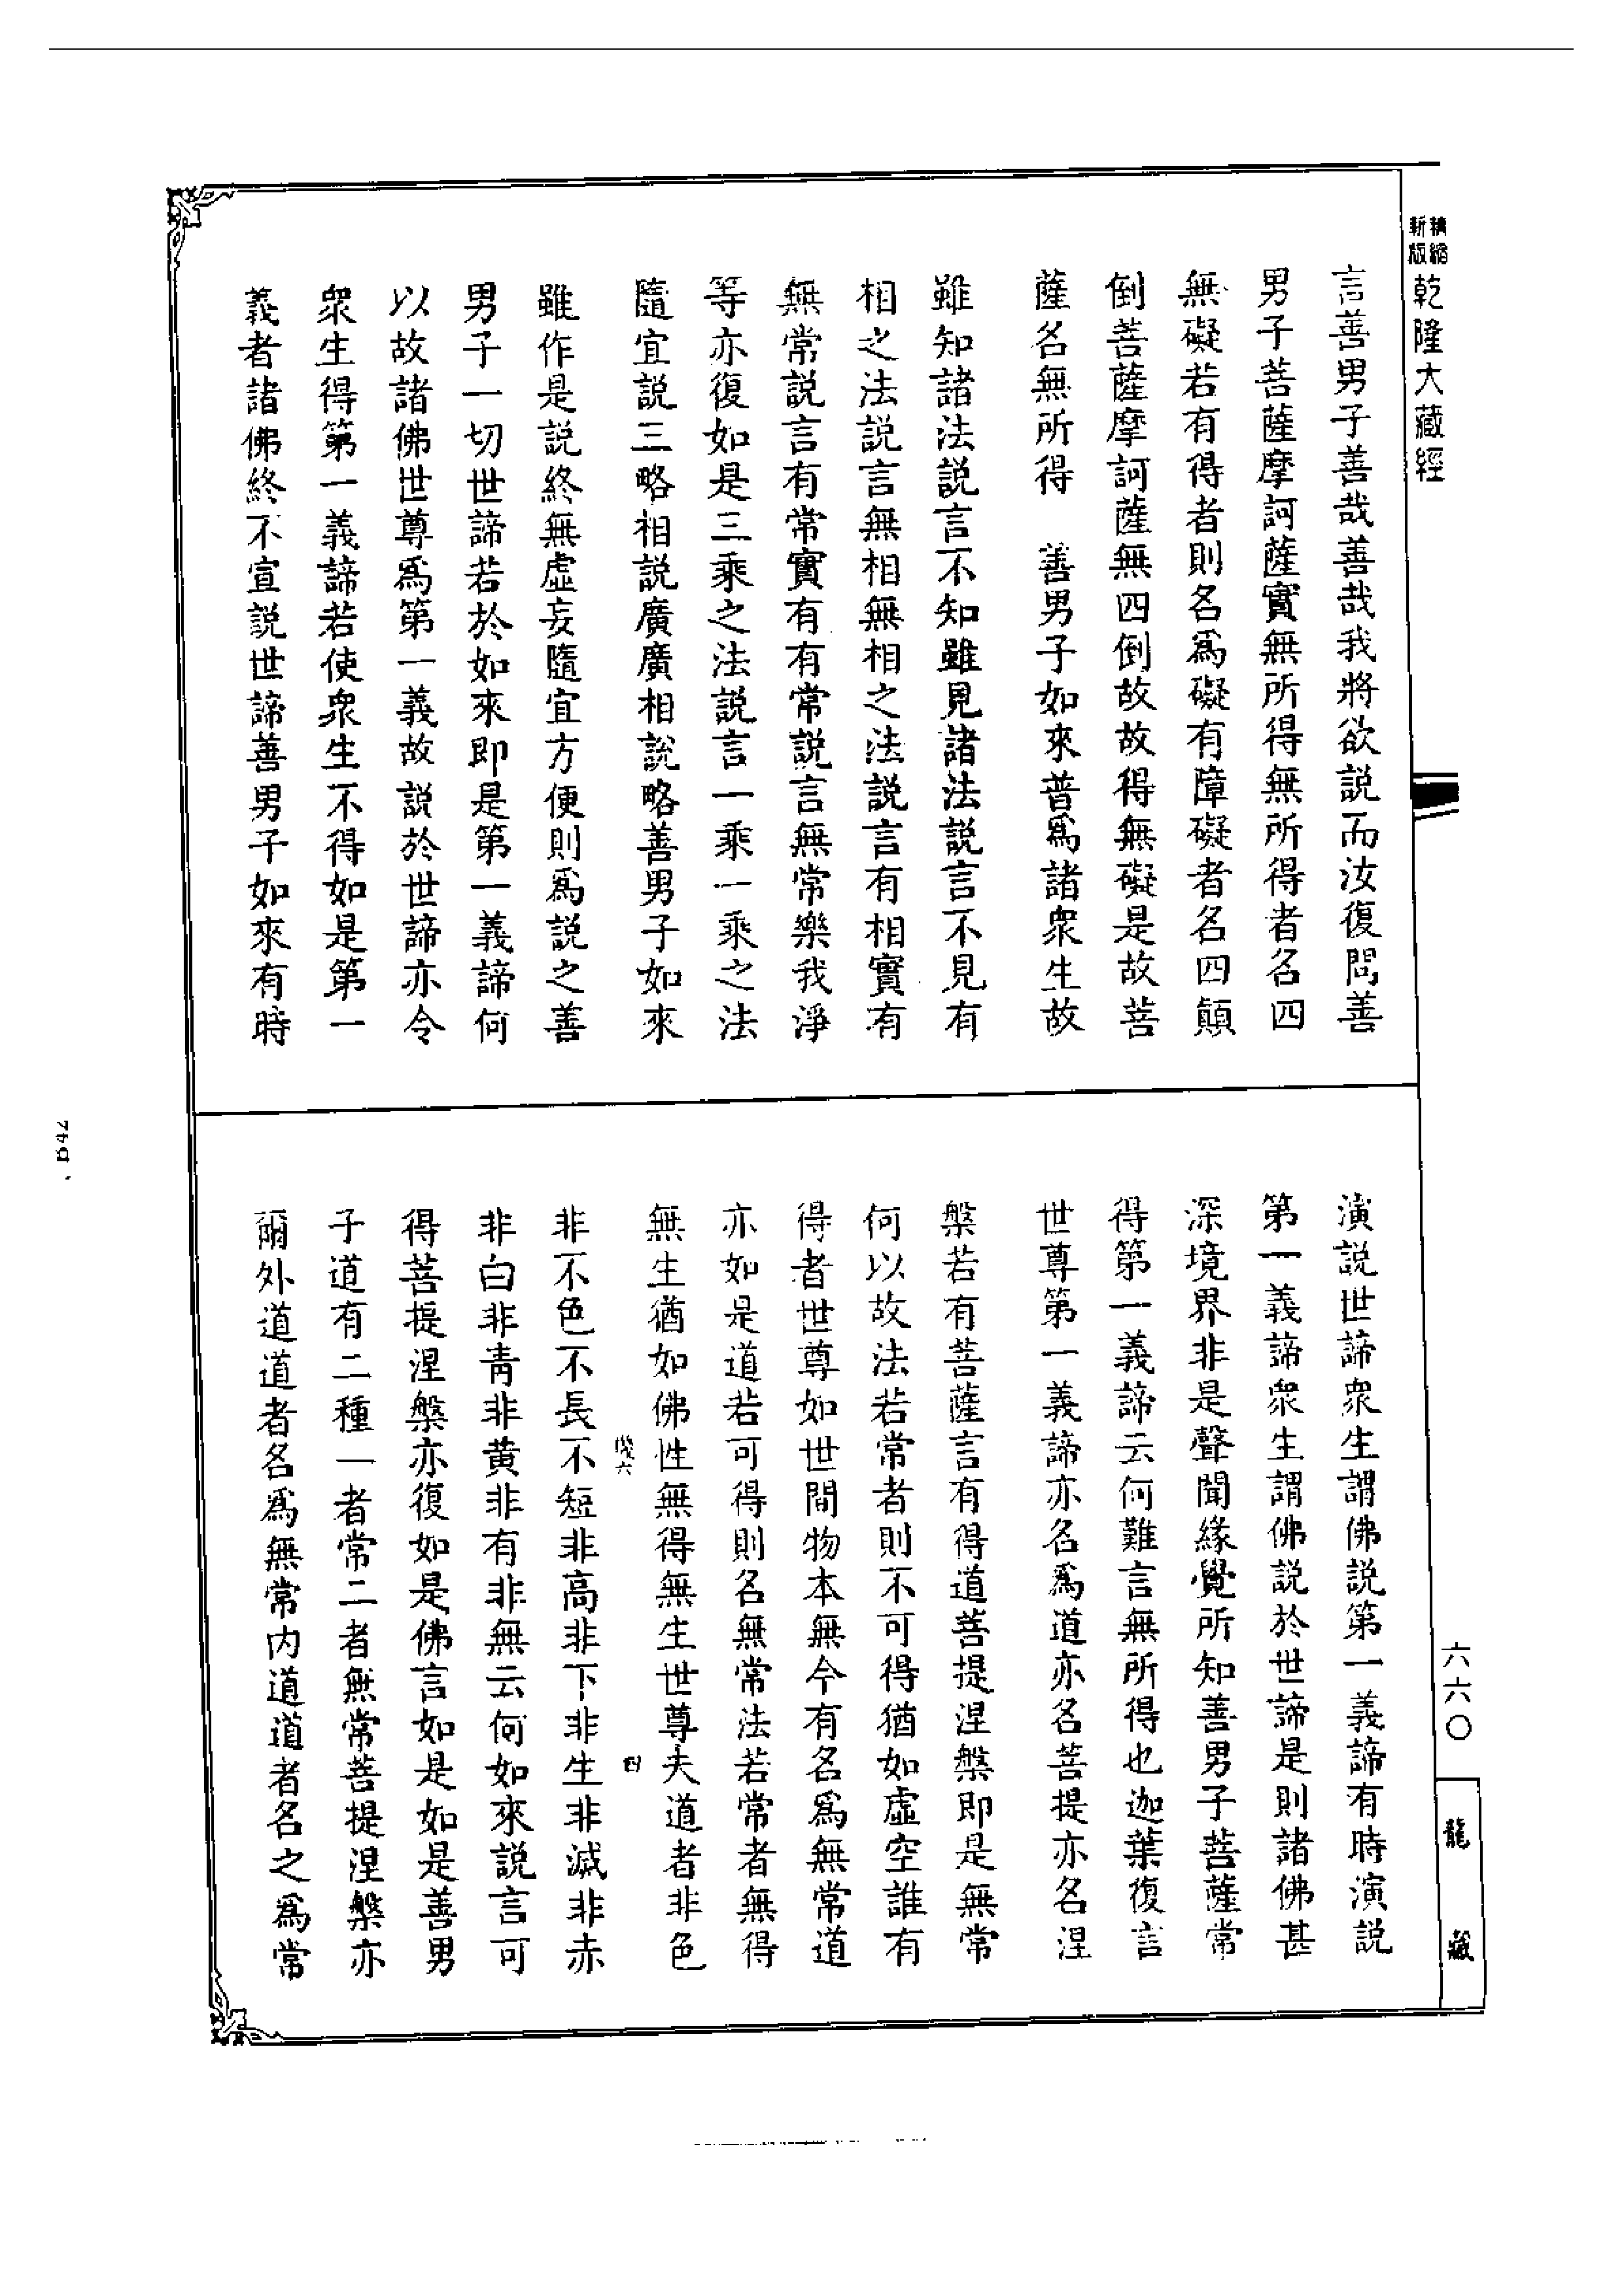 精縮
新版
乾隆大藏經
言善男子善哉善哉我將欲説而汝復問善
男子菩薩摩訶薩實無所得無所得者名四
無礙若有得者則名爲礙有障礙者名四顛
倒菩薩摩訶薩無四倒故故得無礙是故菩
薩名無所得　善男子如來普爲諸衆生故
雖知諸法説言不知雖見諸法説言不見有
相之法説言無相無相之法説言有相實有
無常説言有常實有有常説言無常樂我淨
等亦復如是三乘之法説言一乘一乘之法
隨宜説三略相説廣廣相説略善男子如來
雖作是説終無虛妄隨宜方便則爲説之善
男子一切世諦若於如來即是第一義諦何
以故諸佛世尊爲第一義故説於世諦亦令
衆生得第一義諦若使衆生不得如是第一
義者諸佛終不宣説世諦善男子如來有時
演説世諦衆生謂佛説第一義諦有時演説
第一義諦衆生謂佛説於世諦是則諸佛甚
深境界非是聲聞緣覺所知善男子菩薩常
得第一義諦云何難言無所得也迦葉復言
世尊第一義諦亦名爲道亦名菩提亦名涅
槃若有菩薩言有得道菩提涅槃即是無常
何以故法若常者則不可得猶如虛空誰有
得者世尊如世間物本無今有名爲無常道
亦如是道若可得則名無常法若常者無得
無生猶如佛性無得無生世尊夫道者非色
非不色不長不短非高非下非生非滅非赤
非白非青非黄非有非無云何如來説言可
得菩提涅槃亦復如是佛言如是如是善男
子道有二種一者常二者無常菩提涅槃亦
爾外道道者名爲無常内道道者名之爲常
六六〇
龍藏